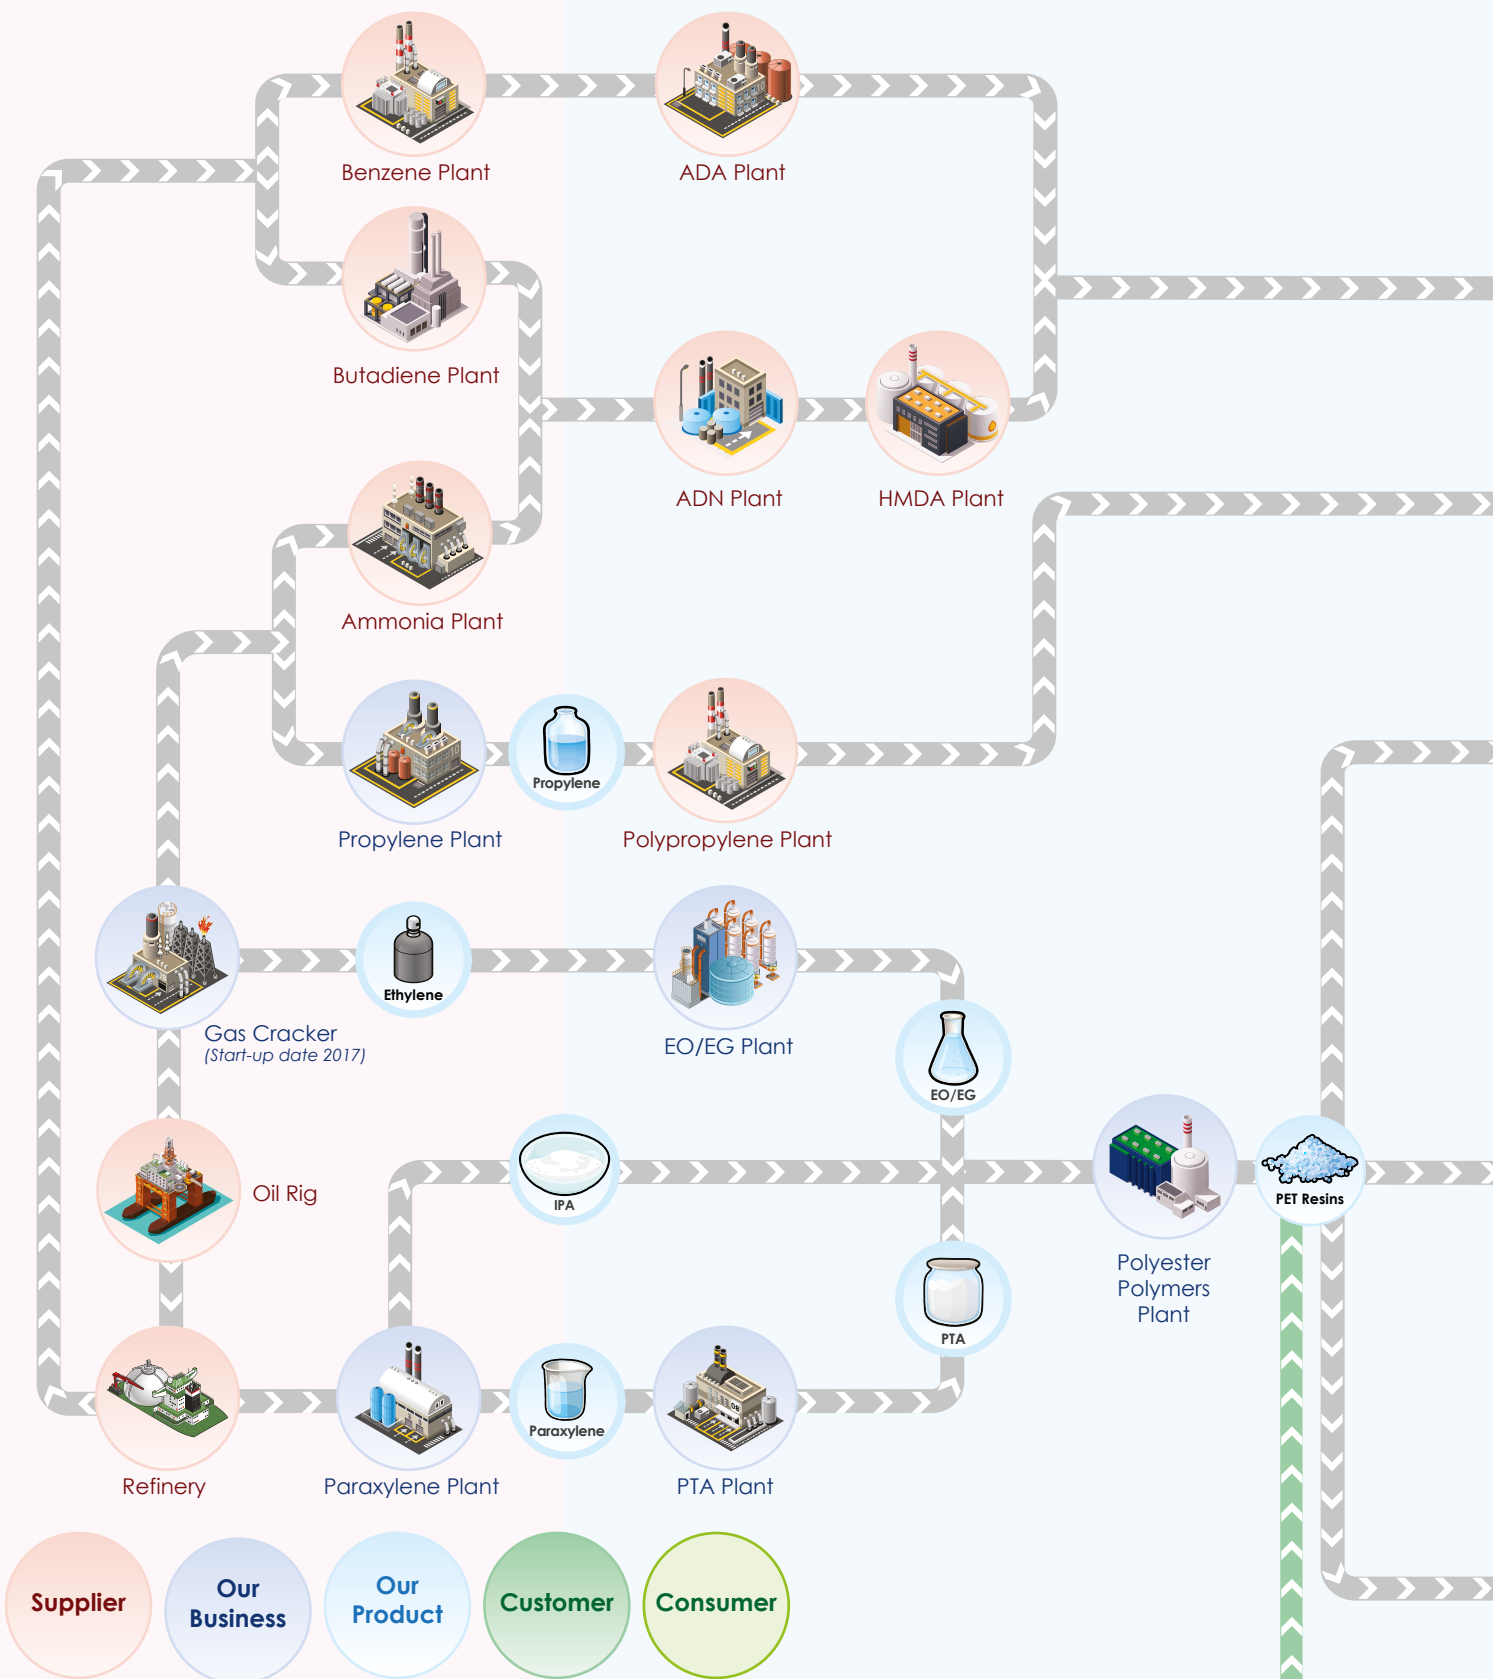 Benzene Plant
ADA Plant
Butadiene Plant
ADN Plant
HMDA Plant
Ammonia Plant
10
Propylene
Propylene Plant
Polypropylene Plant
Ethylene
Gas Cracker
(Start-up date 2017)
EO/EG Plant
EO/EG
Oil Rig
IPA
PET Resins
Polyester
Polymers
Plant
PTA
Paraxylene
08
Refinery
Paraxylene Plant
PTA Plant
Supplier
Our
Business
Our
Product
Customer
Consumer